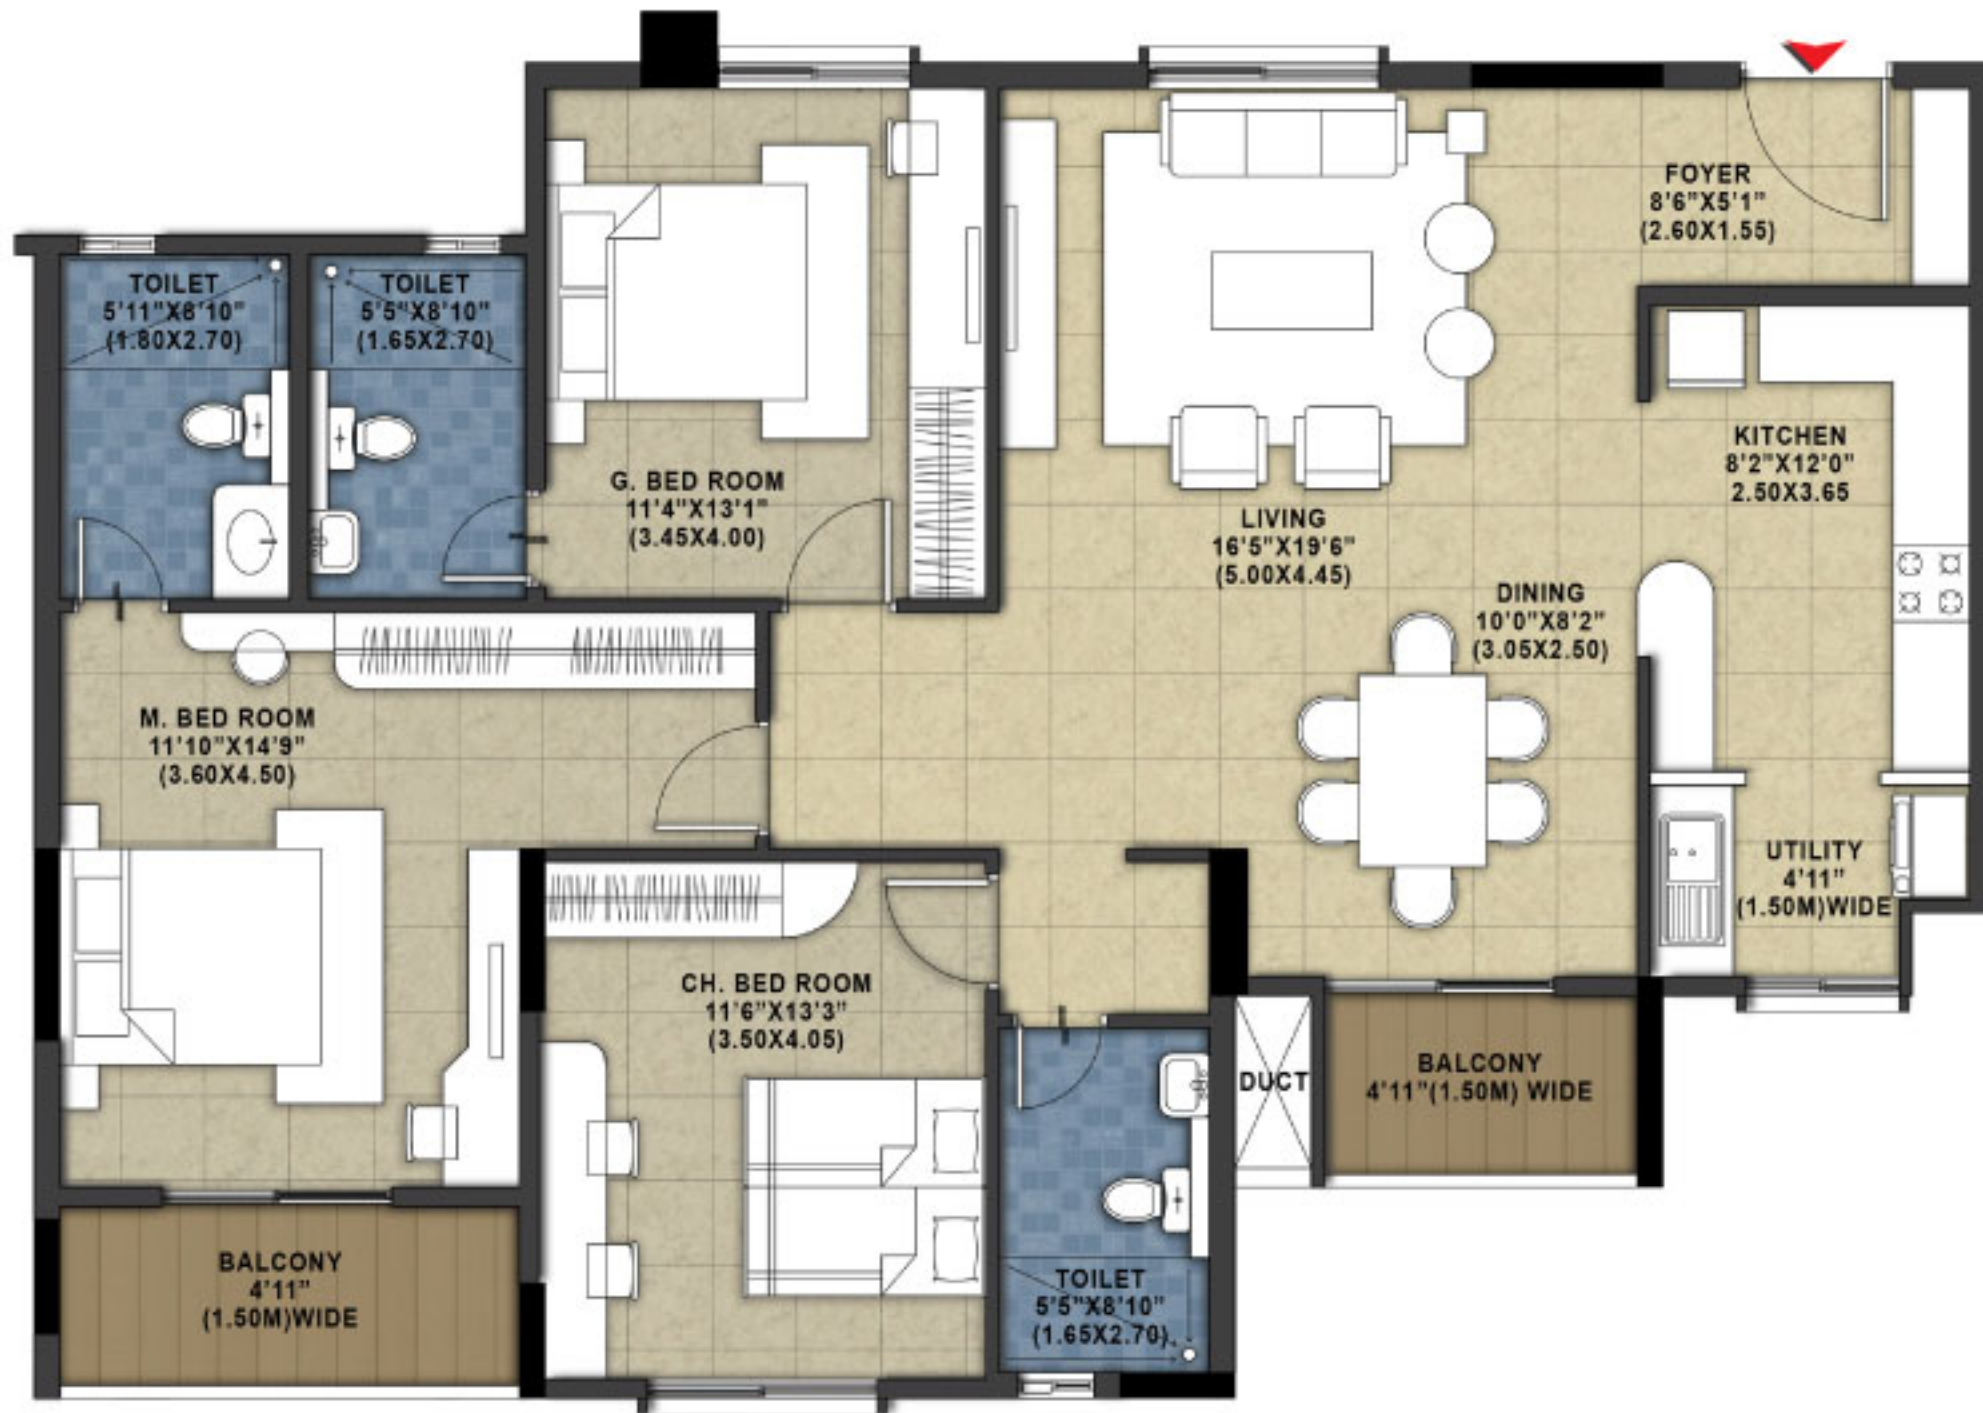 FOYER
8'6"X5'1"
(2.60X1.55)
TOILET
5'11"X8'10"
(1.80X2.70)
TOILET
5'5"X8'10"
(1.65X2.70)
G. BED ROOM
11'4"X13'1"
(3.45X4.00)
KITCHEN
8'2"X12'0"
2.50X3.65
LIVING
16'5"X19'6"
(5.00X4.45)
DINING
10'0"X8'2"
(3.05X2.50)
M. BED ROOM
11'10"X14'9"
(3.60X4.50)
UTILITY
4'11"
(1.50M)WIDE
CH. BED ROOM
11'6"X13'3"
(3.50X4.05)
DUCT
BALCONY
4'11"(1.50M) WIDE
BALCONY
4'11"
(1.50M)WIDE
TOILET
5'5"X8'10"
(1.65X2.70)